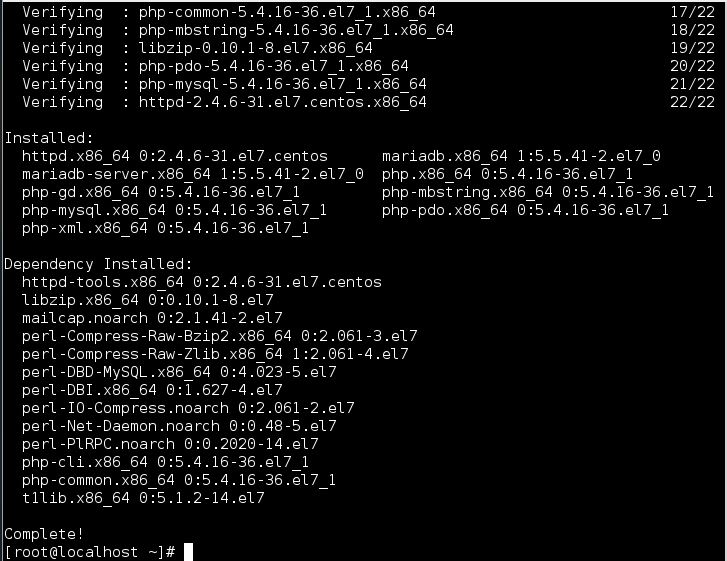 Verifying  : php-common-5.4.16-36.el7_1.x86_64 17/22
Verifying  : php-mbstring-5.4.16-36.el7_1.x86_64 18/22
Verifying  : libzip-0.10.1-8.el7.x86_64 19/22
Verifying  : php-pdo-5.4.16-36.el7_1.x86_64 20/22
Verifying  : php-mysql-5.4.16-36.el7_1.x86_64 21/22
Verifying  : httpd-2.4.6-31.el7.centos.x86_64 22/22
Installed:
httpd.x86_64 0:2.4.6-31.el7.centos mariadb.x86_64 1:5.5.41-2.el7_0
mariadb-server.x86_64 1:5.5.41-2.el7_0 php.x86_64 0:5.4.16-36.el7_1
php-gd.x86_64 0:5.4.16-36.el7_1 php-mbstring.x86_64 0:5.4.16-36.el7_1
php-mysql.x86_64 0:5.4.16-36.el7_1 php-pdo.x86_64 0:5.4.16-36.el7_1
php-xml.x86_64 0:5.4.16-36.el7_1
Dependency Installed:
httpd-tools.x86_64 0:2.4.6-31.el7.centos
libzip.x86_64 0:0.10.1-8.el7
mailcap.noarch 0:2.1.41-2.el7
perl-Compress-Raw-Bzip2.x86_64 0:2.061-3.el7
perl-Compress-Raw-Zlib.x86_64 1:2.061-4.el7
perl-DBD-MySQL.x86_64 0:4.023-5.el7
perl-DBI.x86_64 0:1.627-4.el7
perl-IO-Compress.noarch 0:2.061-2.el7
perl-Net-Daemon.noarch 0:0.48-5.el7
perl-PlRPC.noarch 0:0.2020-14.el7
php-cli.x86_64 0:5.4.16-36.el7_1
php-common.x86_64 0:5.4.16-36.el7_1
t1lib.x86_64 0:5.1.2-14.el7
Complete!
[root@localhost ~]#